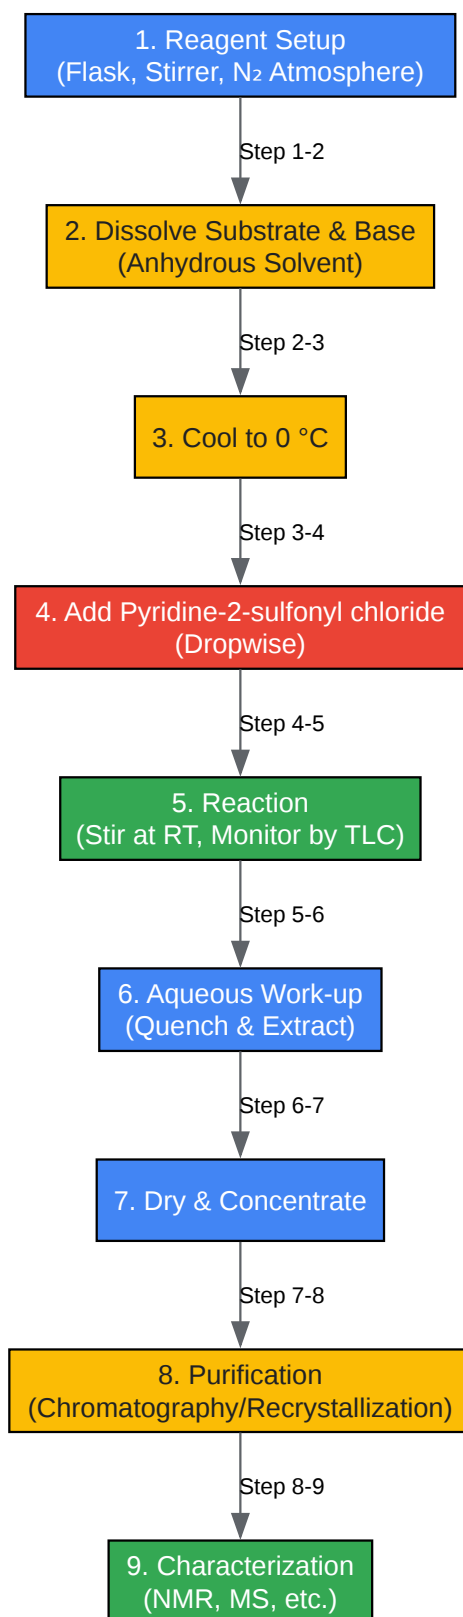 1. Reagent Setup
(Flask, Stirrer, N₂ Atmosphere)
Step 1-2
2. Dissolve Substrate & Base
(Anhydrous Solvent)
Step 2-3
3. Cool to 0 °C
Step 3-4
4. Add Pyridine-2-sulfonyl chloride
(Dropwise)
Step 4-5
5. Reaction
(Stir at RT, Monitor by TLC)
Step 5-6
6. Aqueous Work-up
(Quench & Extract)
Step 6-7
7. Dry & Concentrate
Step 7-8
8. Purification
(Chromatography/Recrystallization)
Step 8-9
9. Characterization
(NMR, MS, etc.)